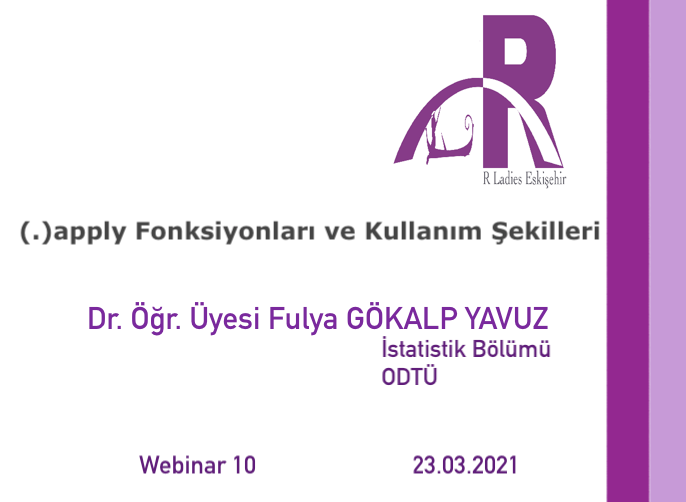 R
R Ladies Eskişehir
(.)apply Fonksiyonları ve Kullanım Şekilleri
Dr. Öğr. Üyesi Fulya GÖKALP YAVUZ
İstatistik Bölümü
ODTÜ
Webinar 10 23.03.2021